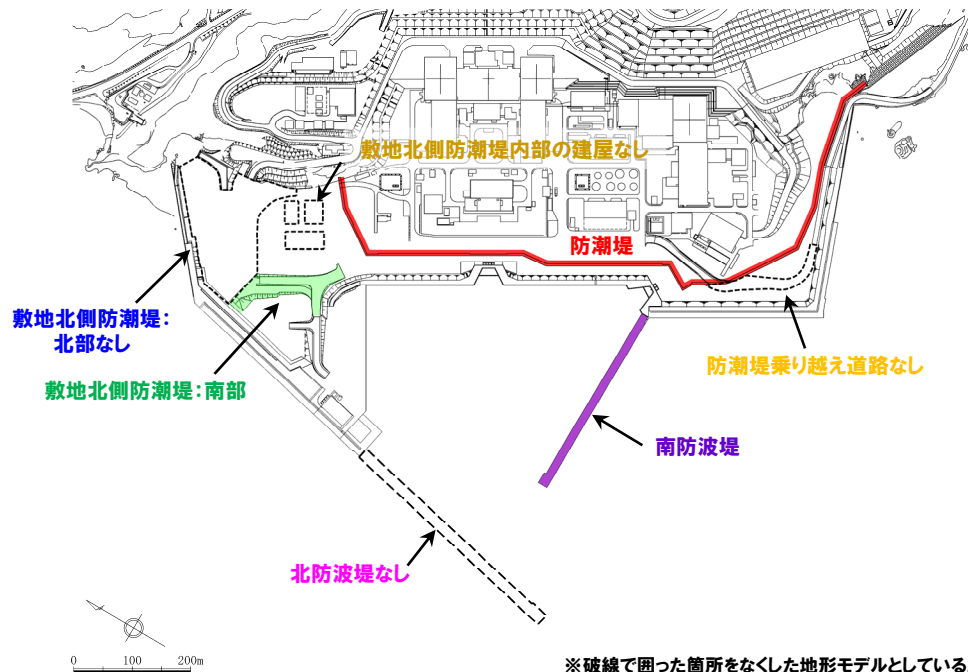 敷地北側防潮堤内部の建屋なし
防潮堤
敷地北側防潮堤：
北部なし
防潮堤乗り越え道路なし
敷地北側防潮堤：南部
南防波堤
北防波堤なし
0 100 200m
※破線で囲った箇所をなくした地形モデルとしている。